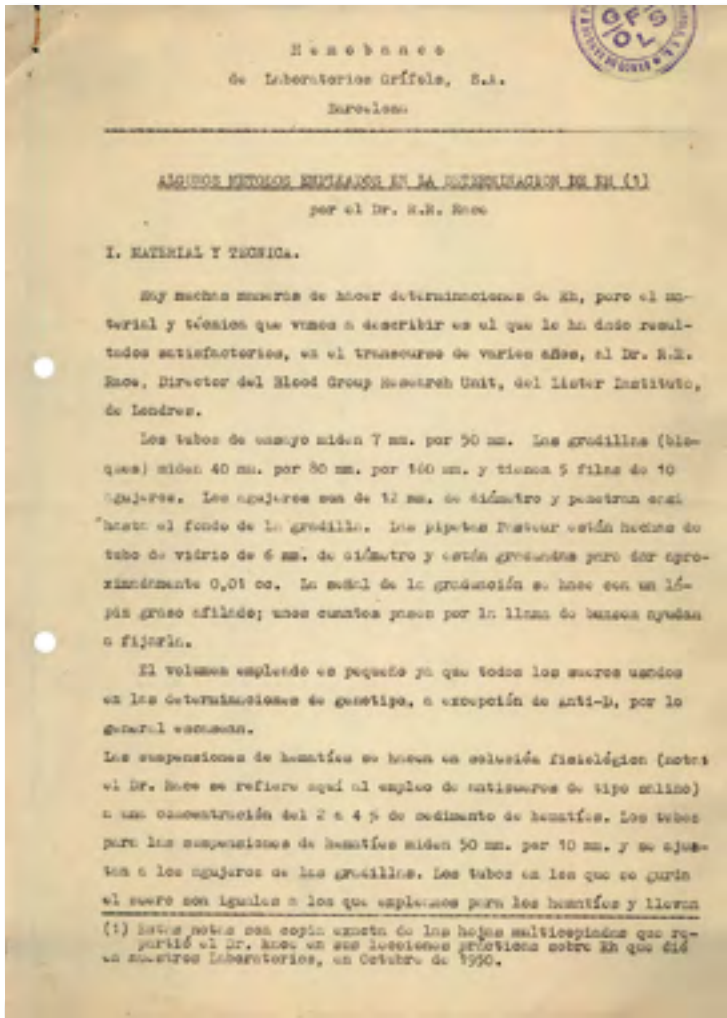 Hemobanco
de Laboratorios Grífols, S.A.
Barcelona
ALGUNOS METODOS EMPLEADOS EN LA DETERMINACION DE RH (1)
por el Dr. R.R. Race
I. MATERIAL Y TECNICA.
Hay muchas maneras de hacer determinaciones de Rh, pero el ma-
terial y técnica que vamos a describir es el que le ha dado resul-
tados satisfactorios, en el transcurso de varios años, al Dr. R.R.
Race, Director del Blood Group Research Unit, del Lister Institute,
de Londres.
Los tubos de ensayo miden 7 mm. por 50 mm. Las gradillas (blo-
ques) miden 40 mm. por 80 mm. por 160 mm. y tienen 5 filas de 10
agujeros. Los agujeros son de 12 mm. de diámetro y penetran casi
hasta el fondo de la gradilla. Las pipetas Pasteur están hechas de
tubo de vidrio de 6 mm. de diámetro y están graduadas para dar apro-
ximadamente 0,01 cc. La señal de la graduación se hace con un lá-
piz graso afilado; unos cuantos pases por la llama de bunsen ayudan
a fijarla.
El volumen empleado es pequeño ya que todos los sueros usados
en las determinaciones de genotipo, a excepción de anti-D, por lo
general escasean.
Las suspensiones de hematíes se hacen en solución fisiológica (nota:
el Dr. Race se refiere aquí al empleo de antisueros de tipo salino)
a una concentración del 2 a 4 % de sedimento de hematíes. Los tubos
para las suspensiones de hematíes miden 50 mm. por 10 mm. y se ajus-
tan a los agujeros de las gradillas. Los tubos en los que se
el suero son iguales a los que empleamos para los hematíes y llevan
(1) Estas notas son copia exacta de las hojas multicopiadas que re-
partió el Dr. Race en sus lecciones prácticas sobre Rh que dió
en nuestros Laboratorios, en Octubre de 1950.